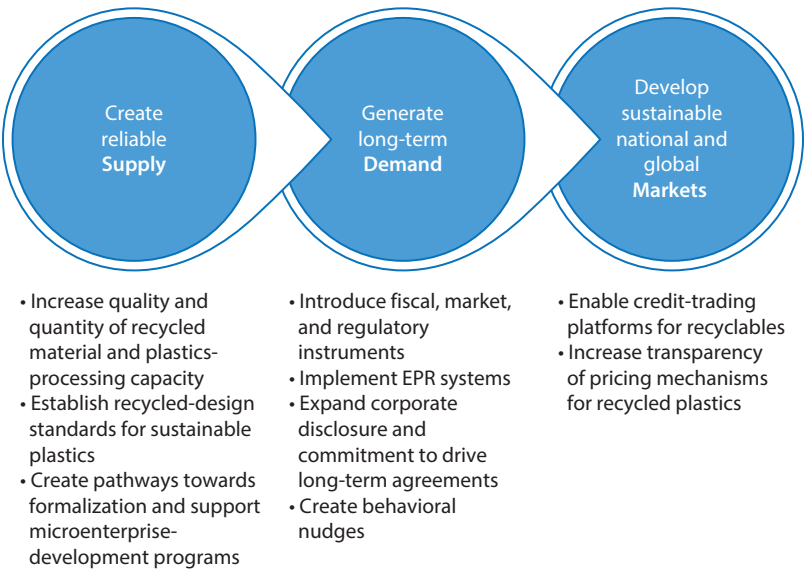 Create
reliable
Supply
Generate
long-term
Demand
Develop
sustainable
national and
global
Markets
• Increase quality and
quantity of recycled
material and plastics-
processing capacity
• Establish recycled-design
standards for sustainable
plastics
• Create pathways towards
formalization and support
microenterprise-
development programs
• Introduce fiscal, market,
and regulatory
instruments
• Implement EPR systems
• Expand corporate
disclosure and
commitment to drive
long-term agreements
• Create behavioral
nudges
• Enable credit-trading
platforms for recyclables
• Increase transparency
of pricing mechanisms
for recycled plastics